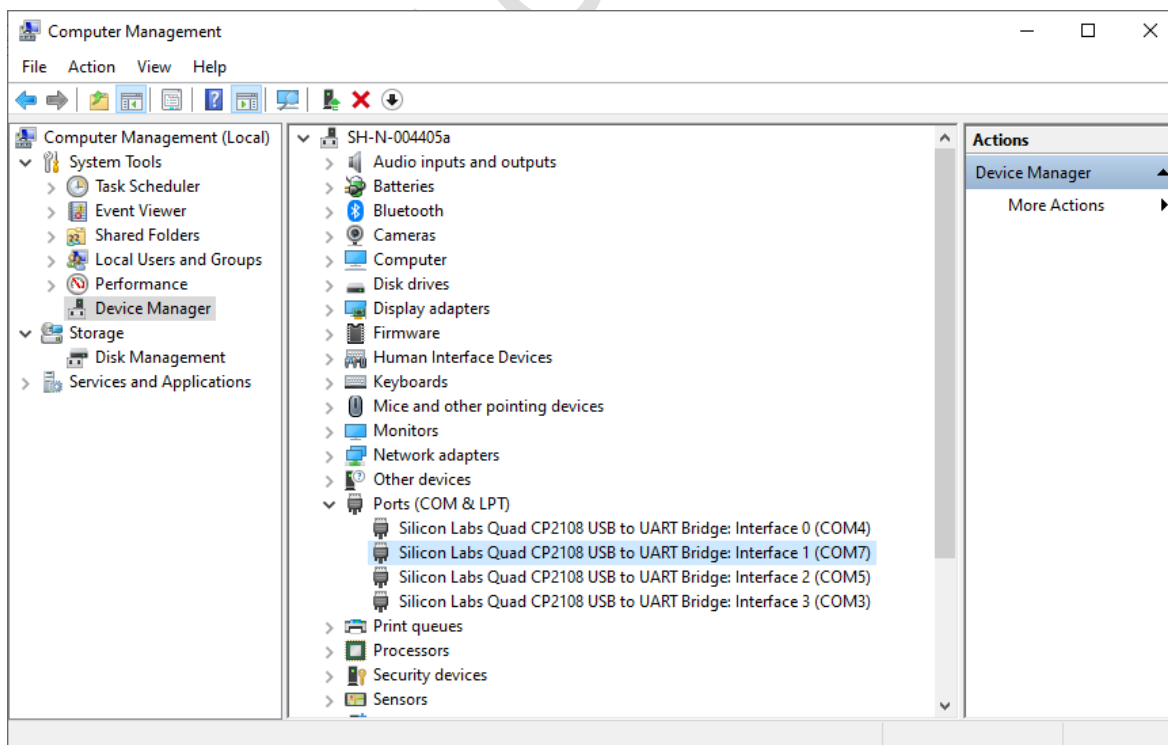 Computer Management
File Action View Help
Computer Management (Local)
System Tools
Task Scheduler
Event Viewer
Shared Folders
Local Users and Groups
Performance
Device Manager
Storage
Disk Management
Services and Applications
SH-N-004405a
Audio inputs and outputs
Batteries
Bluetooth
Cameras
Computer
Disk drives
Display adapters
Firmware
Human Interface Devices
Keyboards
Mice and other pointing devices
Monitors
Network adapters
Other devices
Ports (COM & LPT)
Silicon Labs Quad CP2108 USB to UART Bridge: Interface 0 (COM4)
Silicon Labs Quad CP2108 USB to UART Bridge: Interface 1 (COM7)
Silicon Labs Quad CP2108 USB to UART Bridge: Interface 2 (COM5)
Silicon Labs Quad CP2108 USB to UART Bridge: Interface 3 (COM3)
Print queues
Processors
Security devices
Sensors
Actions
Device Manager
More Actions